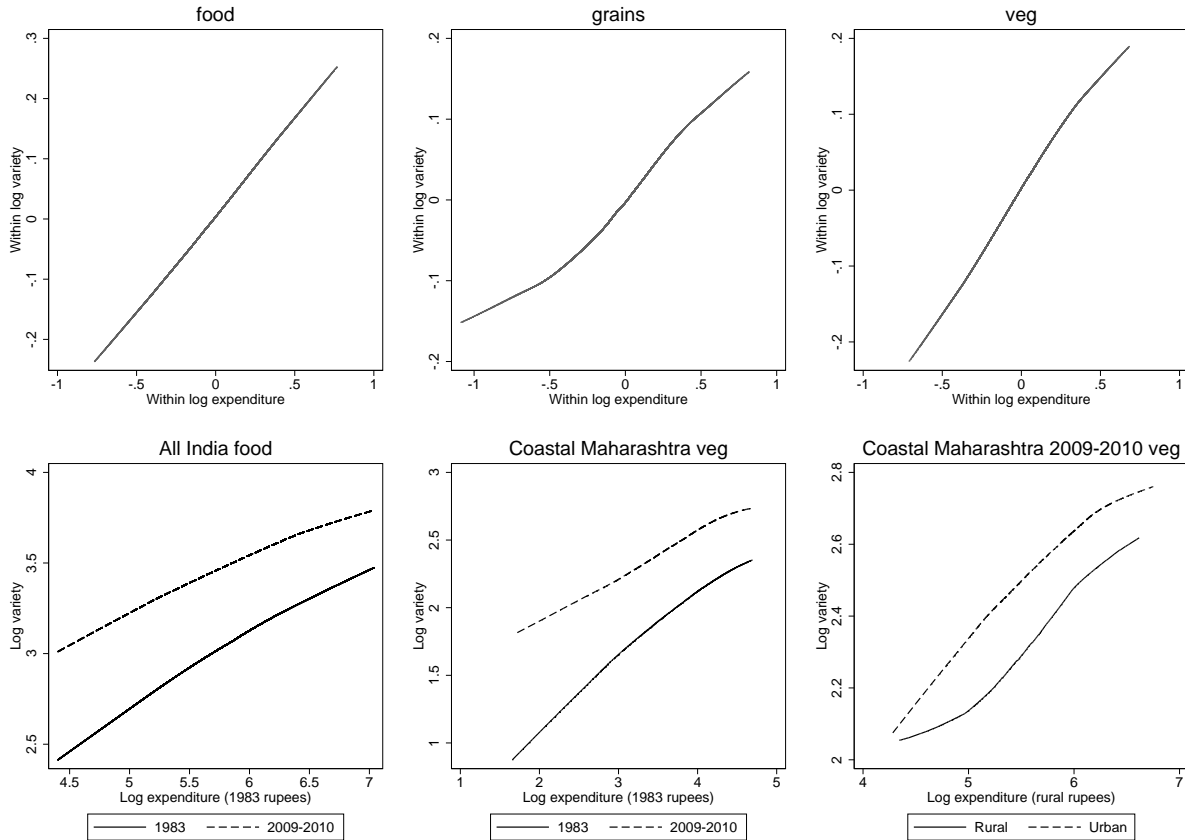 food
.3
.2
.1
0
-.1
-.2
Within log variety
-1 -.5 0 .5 1
Within log expenditure
grains
.2
.1
0
-.1
-.2
Within log variety
-1 -.5 0 .5 1
Within log expenditure
veg
.2
.1
0
-.1
-.2
Within log variety
-1 -.5 0 .5 1
Within log expenditure
All India food
4
3.5
3
2.5
Log variety
4.5 5 5.5 6 6.5 7
Log expenditure (1983 rupees)
1983 2009-2010
Coastal Maharashtra veg
3
2.5
2
1.5
1
Log variety
1 2 3 4 5
Log expenditure (1983 rupees)
1983 2009-2010
Coastal Maharashtra 2009-2010 veg
2.8
2.6
2.4
2.2
2
Log variety
4 5 6 7
Log expenditure (rural rupees)
Rural Urban